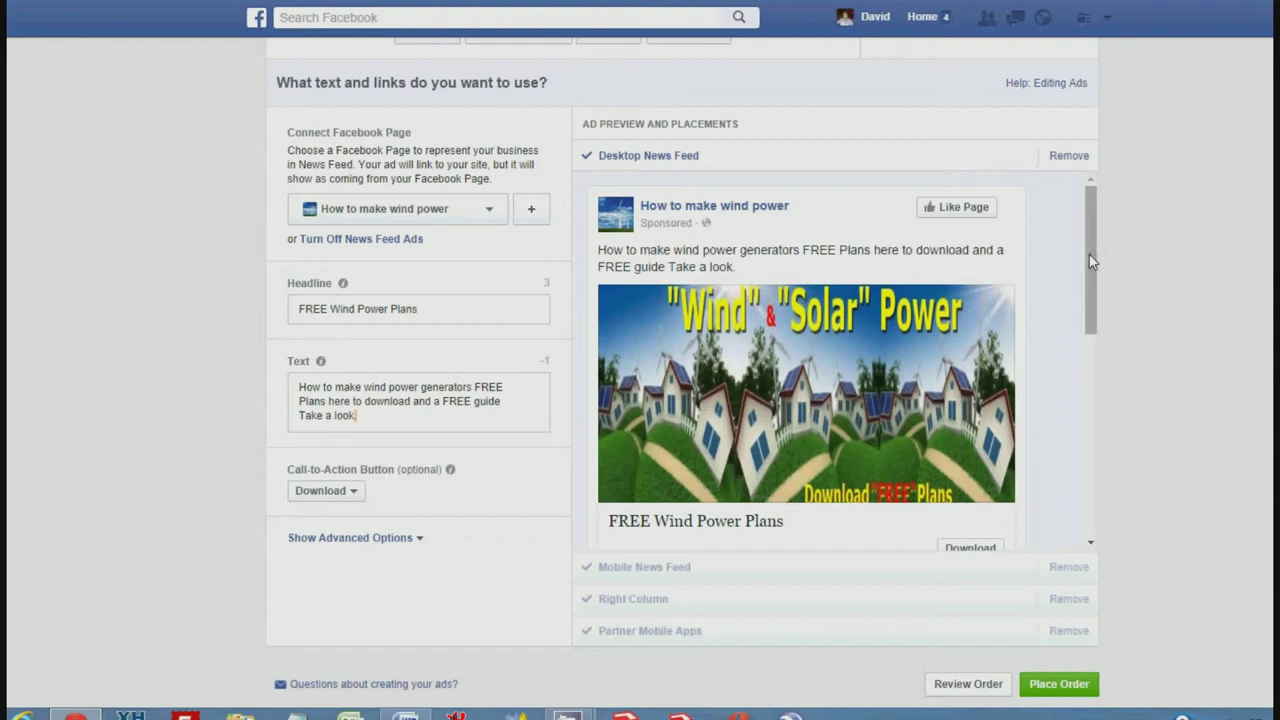 Search Facebook
David
Home 4
What text and links do you want to use?
Help: Editing Ads
Connect Facebook Page
Choose a Facebook Page to represent your business
in News Feed. Your ad will link to your site, but it will
show as coming from your Facebook Page.
How to make wind power
+
or Turn Off News Feed Ads
Headline
3
FREE Wind Power Plans
Text
-1
How to make wind power generators FREE
Plans here to download and a FREE guide
Take a look.
Call-to-Action Button (optional)
Download
Show Advanced Options
AD PREVIEW AND PLACEMENTS
Desktop News Feed
Remove
How to make wind power
Sponsored ·
Like Page
How to make wind power generators FREE Plans here to download and a
FREE guide Take a look.
"Wind" & "Solar" Power
Download "FREE" Plans
FREE Wind Power Plans
Download
Mobile News Feed
Remove
Right Column
Remove
Partner Mobile Apps
Remove
Questions about creating your ads?
Review Order
Place Order